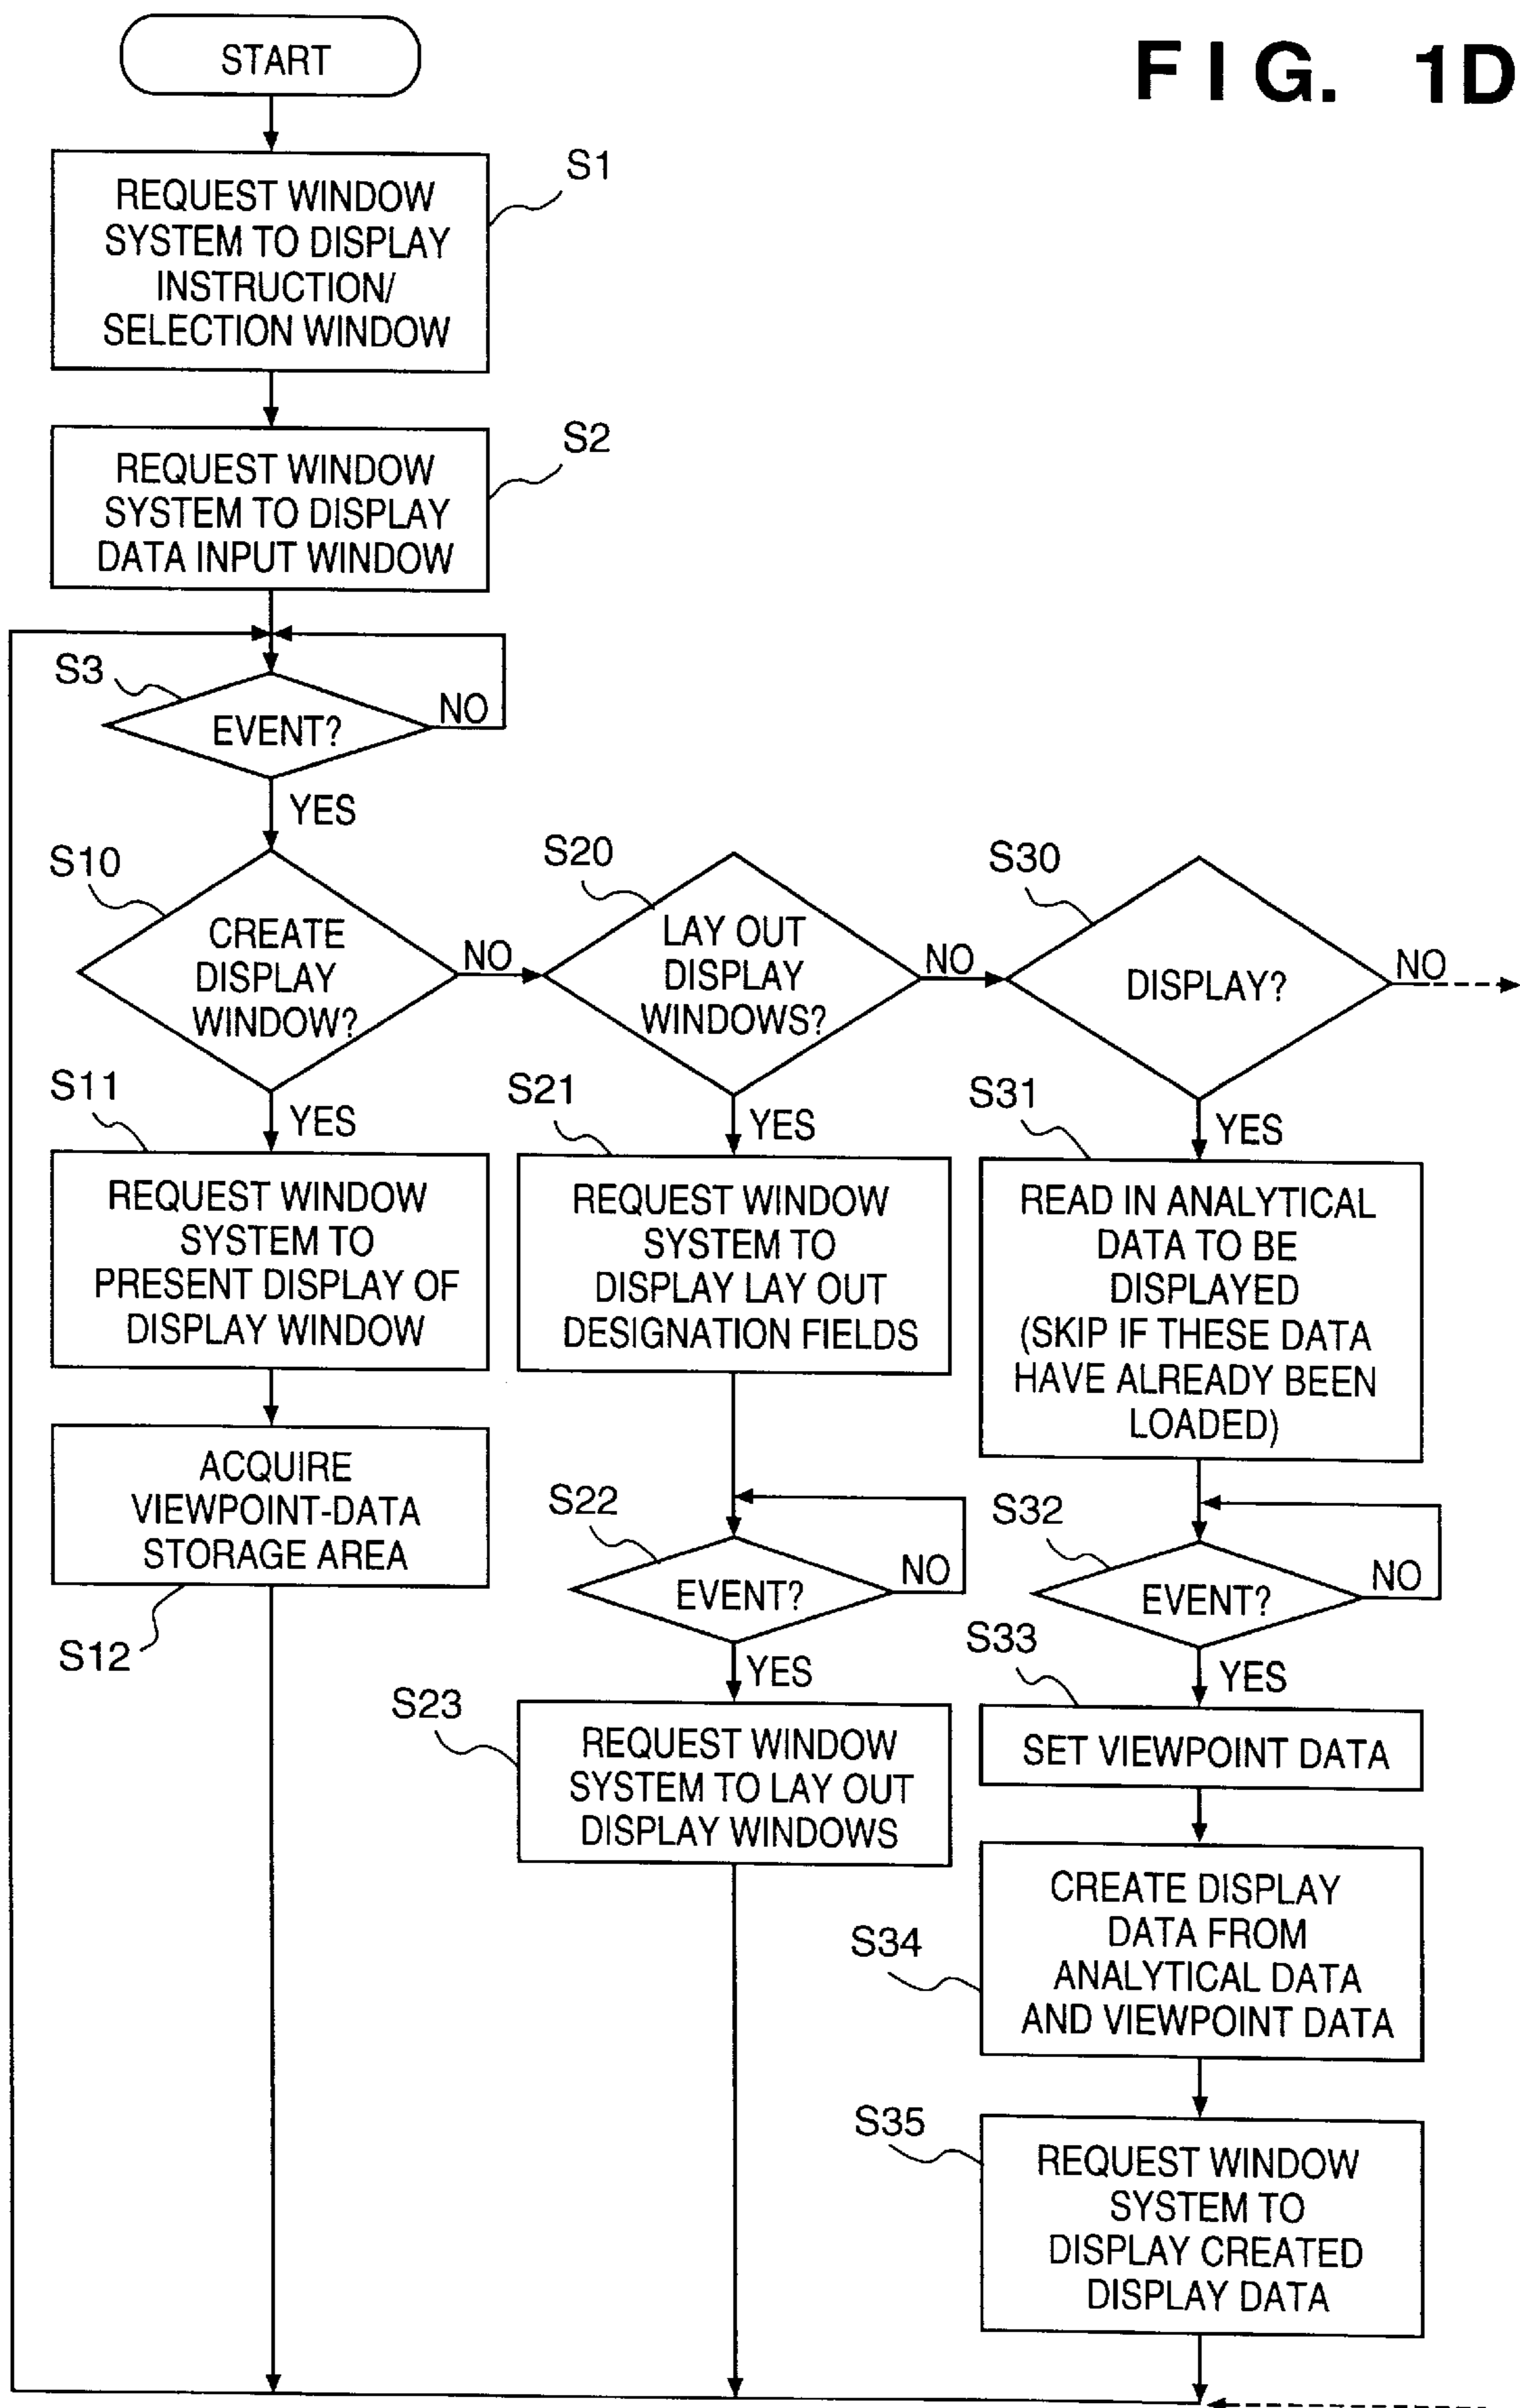 FIG. 1D
START
S1
REQUEST WINDOW
SYSTEM TO DISPLAY
INSTRUCTION/
SELECTION WINDOW
S2
REQUEST WINDOW
SYSTEM TO DISPLAY
DATA INPUT WINDOW
S3
EVENT?
NO
YES
S10
CREATE
DISPLAY
WINDOW?
NO
YES
S11
REQUEST WINDOW
SYSTEM TO
PRESENT DISPLAY OF
DISPLAY WINDOW
ACQUIRE
VIEWPOINT-DATA
STORAGE AREA
S12
S20
LAY OUT
DISPLAY
WINDOWS?
NO
YES
S21
REQUEST WINDOW
SYSTEM TO
DISPLAY LAY OUT
DESIGNATION FIELDS
S22
EVENT?
NO
YES
S23
REQUEST WINDOW
SYSTEM TO LAY OUT
DISPLAY WINDOWS
S30
DISPLAY?
NO
YES
S31
READ IN ANALYTICAL
DATA TO BE
DISPLAYED
(SKIP IF THESE DATA
HAVE ALREADY BEEN
LOADED)
S32
EVENT?
NO
YES
S33
SET VIEWPOINT DATA
S34
CREATE DISPLAY
DATA FROM
ANALYTICAL DATA
AND VIEWPOINT DATA
S35
REQUEST WINDOW
SYSTEM TO
DISPLAY CREATED
DISPLAY DATA